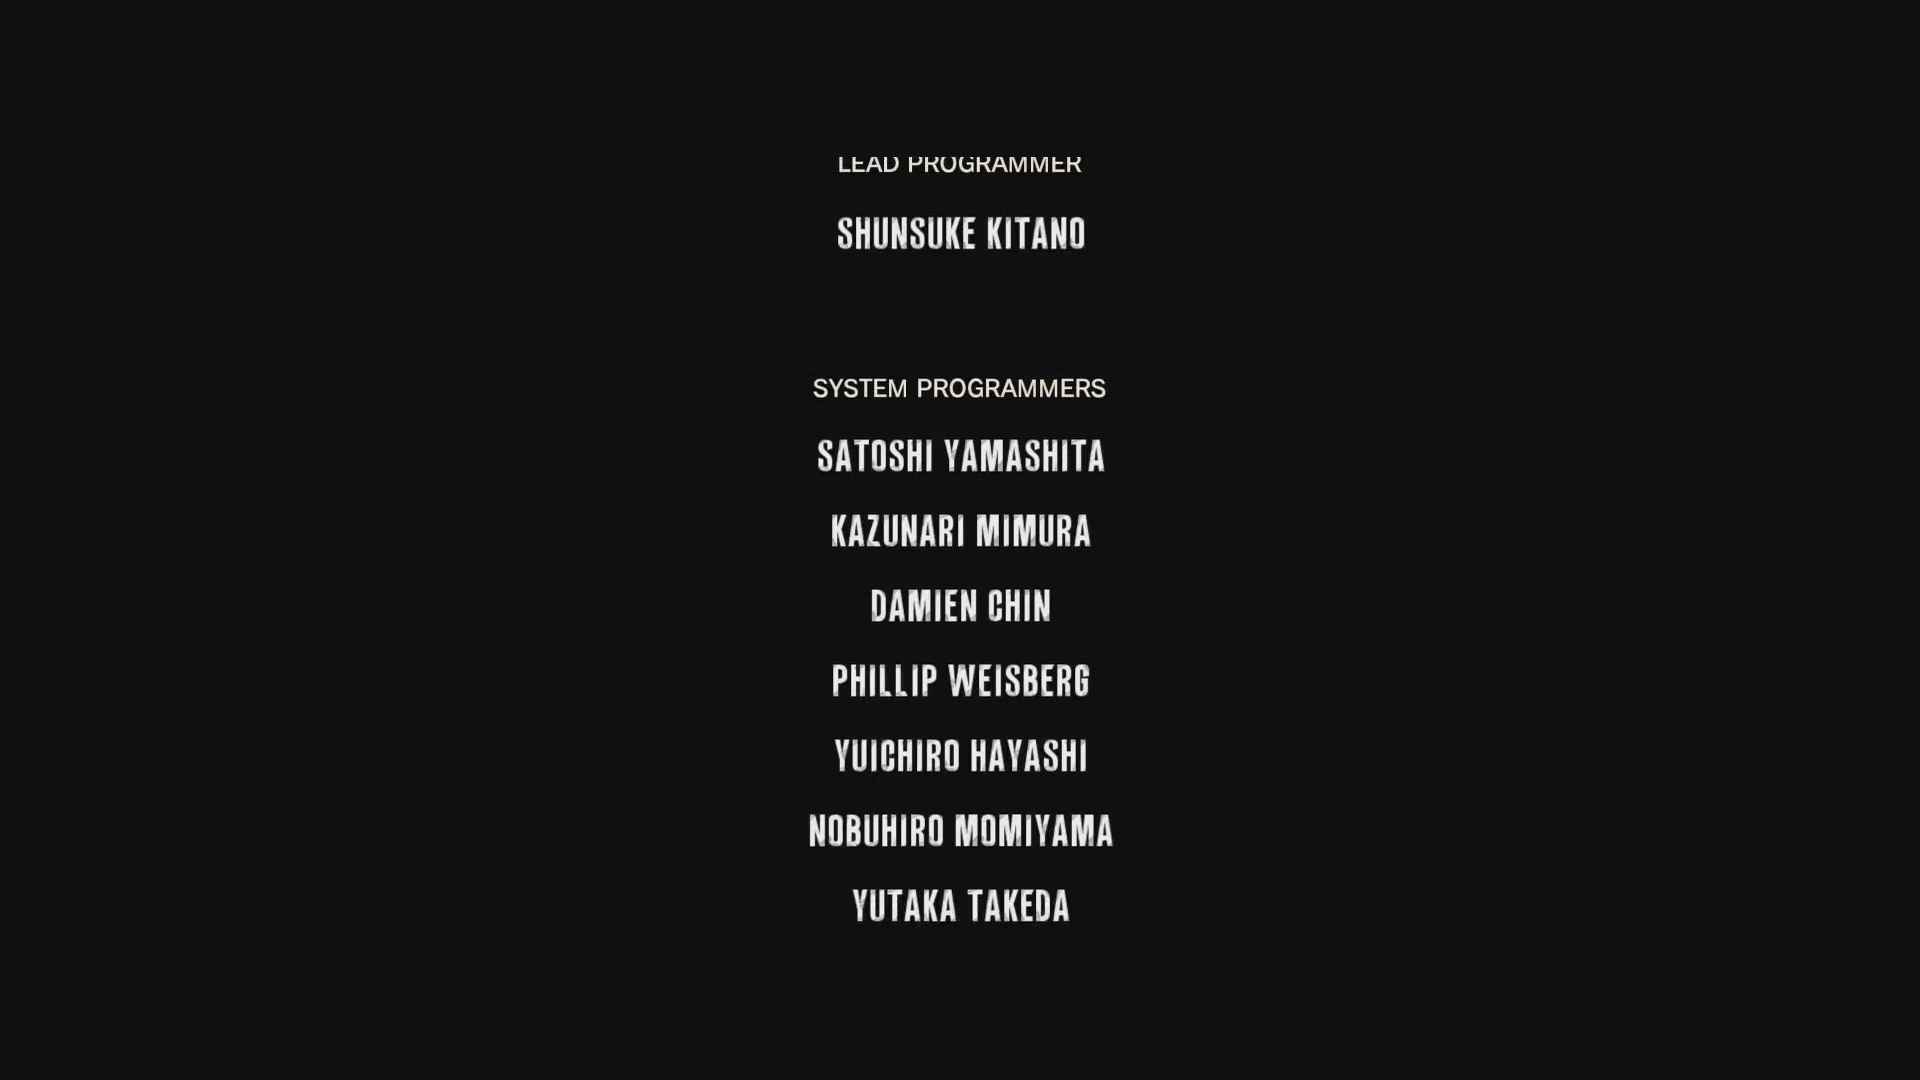 LEAD PROGRAMMER
SHUNSUKE KITANO
SYSTEM PROGRAMMERS
SATOSHI YAMASHITA
KAZUNARI MIMURA
DAMIEN CHIN
PHILLIP WEISBERG
YUICHIRO HAYASHI
NOBUHIRO MOMIYAMA
YUTAKA TAKEDA